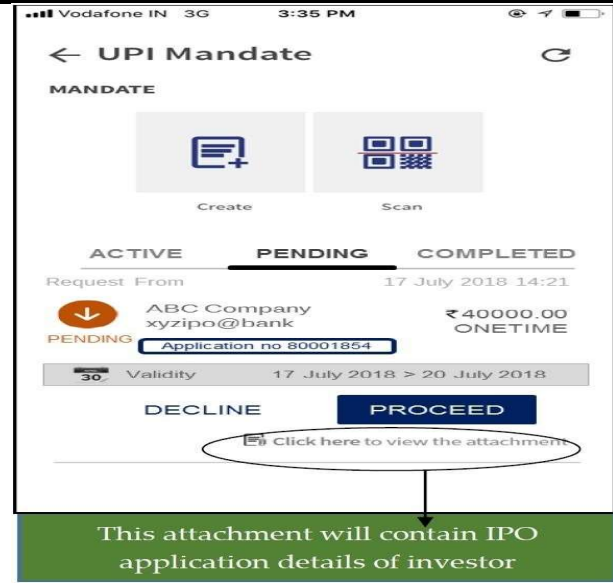 Vodafone IN 3G 3:35 PM
← UPI Mandate
MANDATE
Create Scan
ACTIVE PENDING COMPLETED
Request From 17 July 2018 14:21
ABC Company ₹40000.00
xyzipo@bank ONETIME
PENDING
Application no 80001854
30 Validity 17 July 2018 > 20 July 2018
DECLINE PROCEED
Click here to view the attachment
This attachment will contain IPO
application details of investor